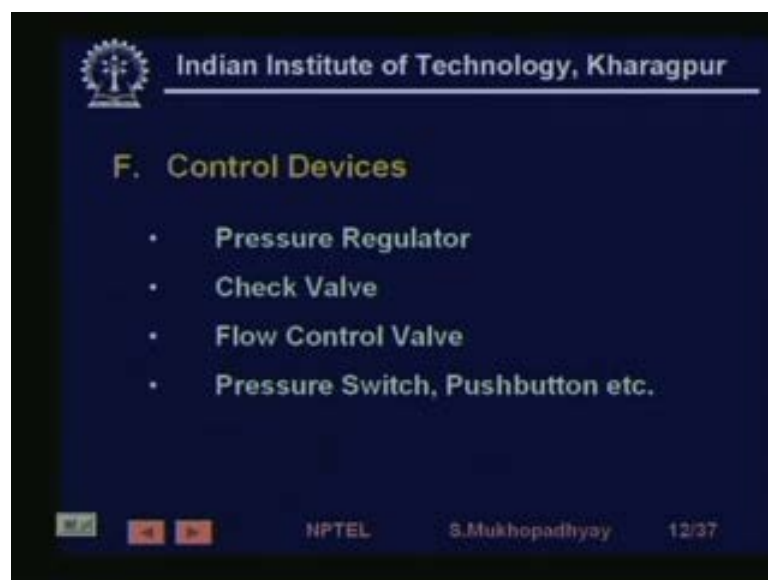 Indian Institute of Technology, Kharagpur
F. Control Devices
• Pressure Regulator
• Check Valve
• Flow Control Valve
• Pressure Switch, Pushbutton etc.
NPTEL S.Mukhopadhyay 12/37